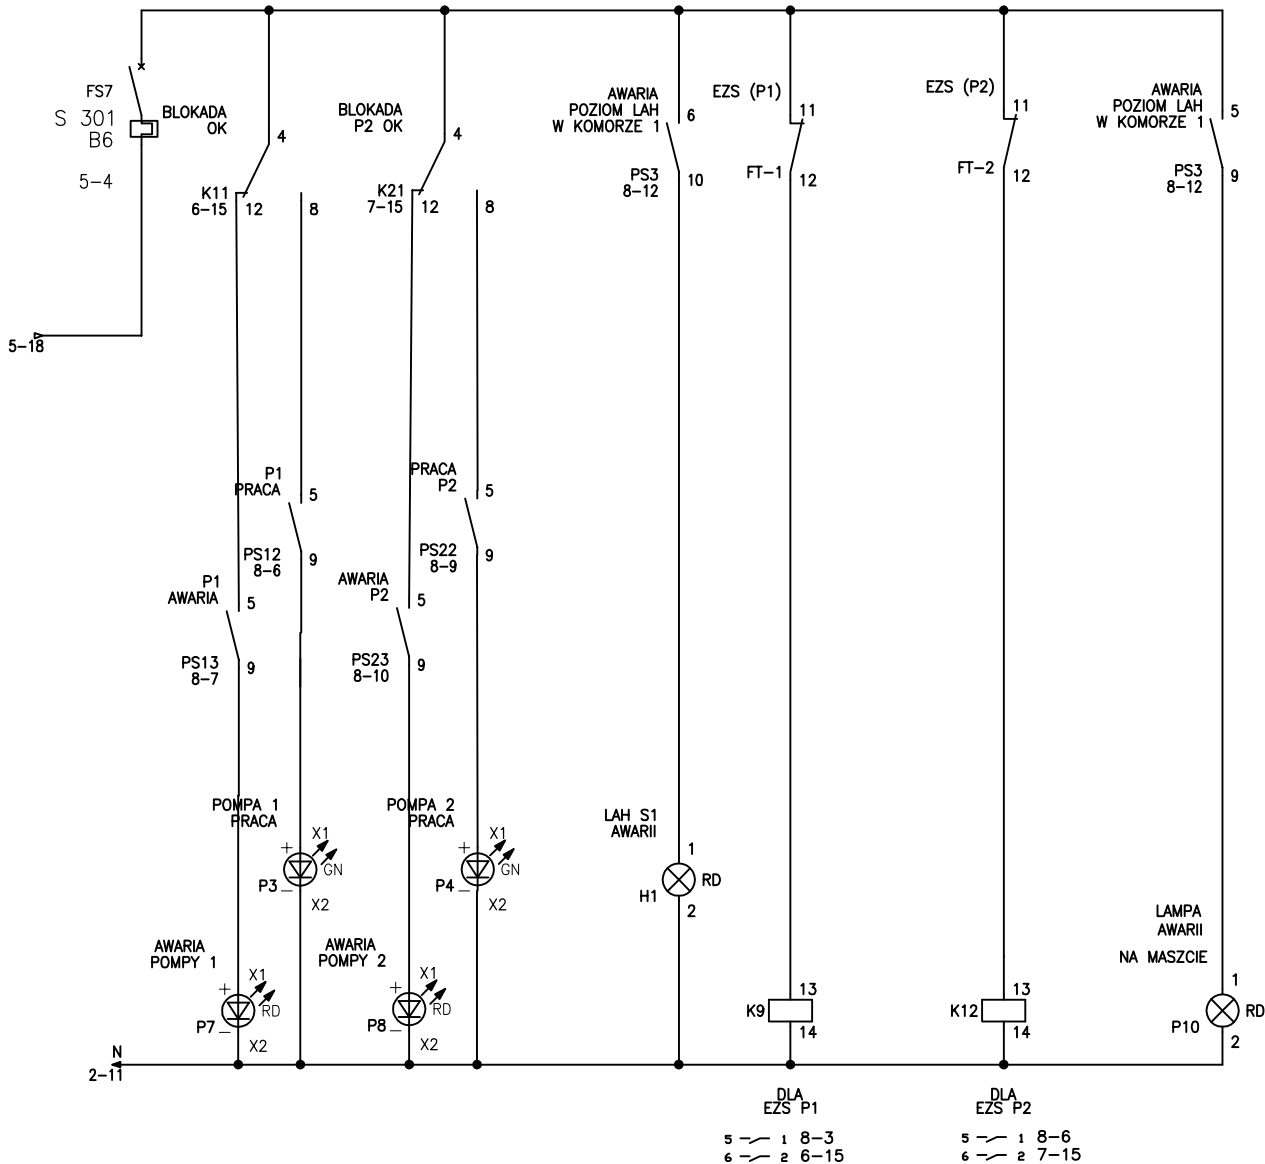 FS7
S 301
B6
5-4
5-18
BLOKADA
OK
4
K11
6-15
12
8
BLOKADA
P2 OK
4
K21
7-15
12
8
AWARIA
POZIOM LAH
W KOMORZE 1
6
PS3
8-12
10
EZS (P1)
11
FT-1
12
EZS (P2)
11
FT-2
12
AWARIA
POZIOM LAH
W KOMORZE 1
5
PS3
8-12
9
P1
PRACA
5
PS12
8-6
9
PRACA
P2
5
PS22
8-9
9
P1
AWARIA
5
PS13
8-7
9
AWARIA
P2
5
PS23
8-10
9
POMPA 1
PRACA
X1
+
GN
P3
-
X2
POMPA 2
PRACA
X1
+
GN
P4
-
X2
LAH S1
AWARII
1
RD
H1
2
AWARIA
POMPY 1
X1
+
RD
P7
-
X2
AWARIA
POMPY 2
X1
+
RD
P8
-
X2
13
K9
14
13
K12
14
LAMPA
AWARII
NA MASZCIE
1
RD
P10
2
N
2-11
DLA
EZS P1
5 1 8-3
6 2 6-15
DLA
EZS P2
5 1 8-6
6 2 7-15